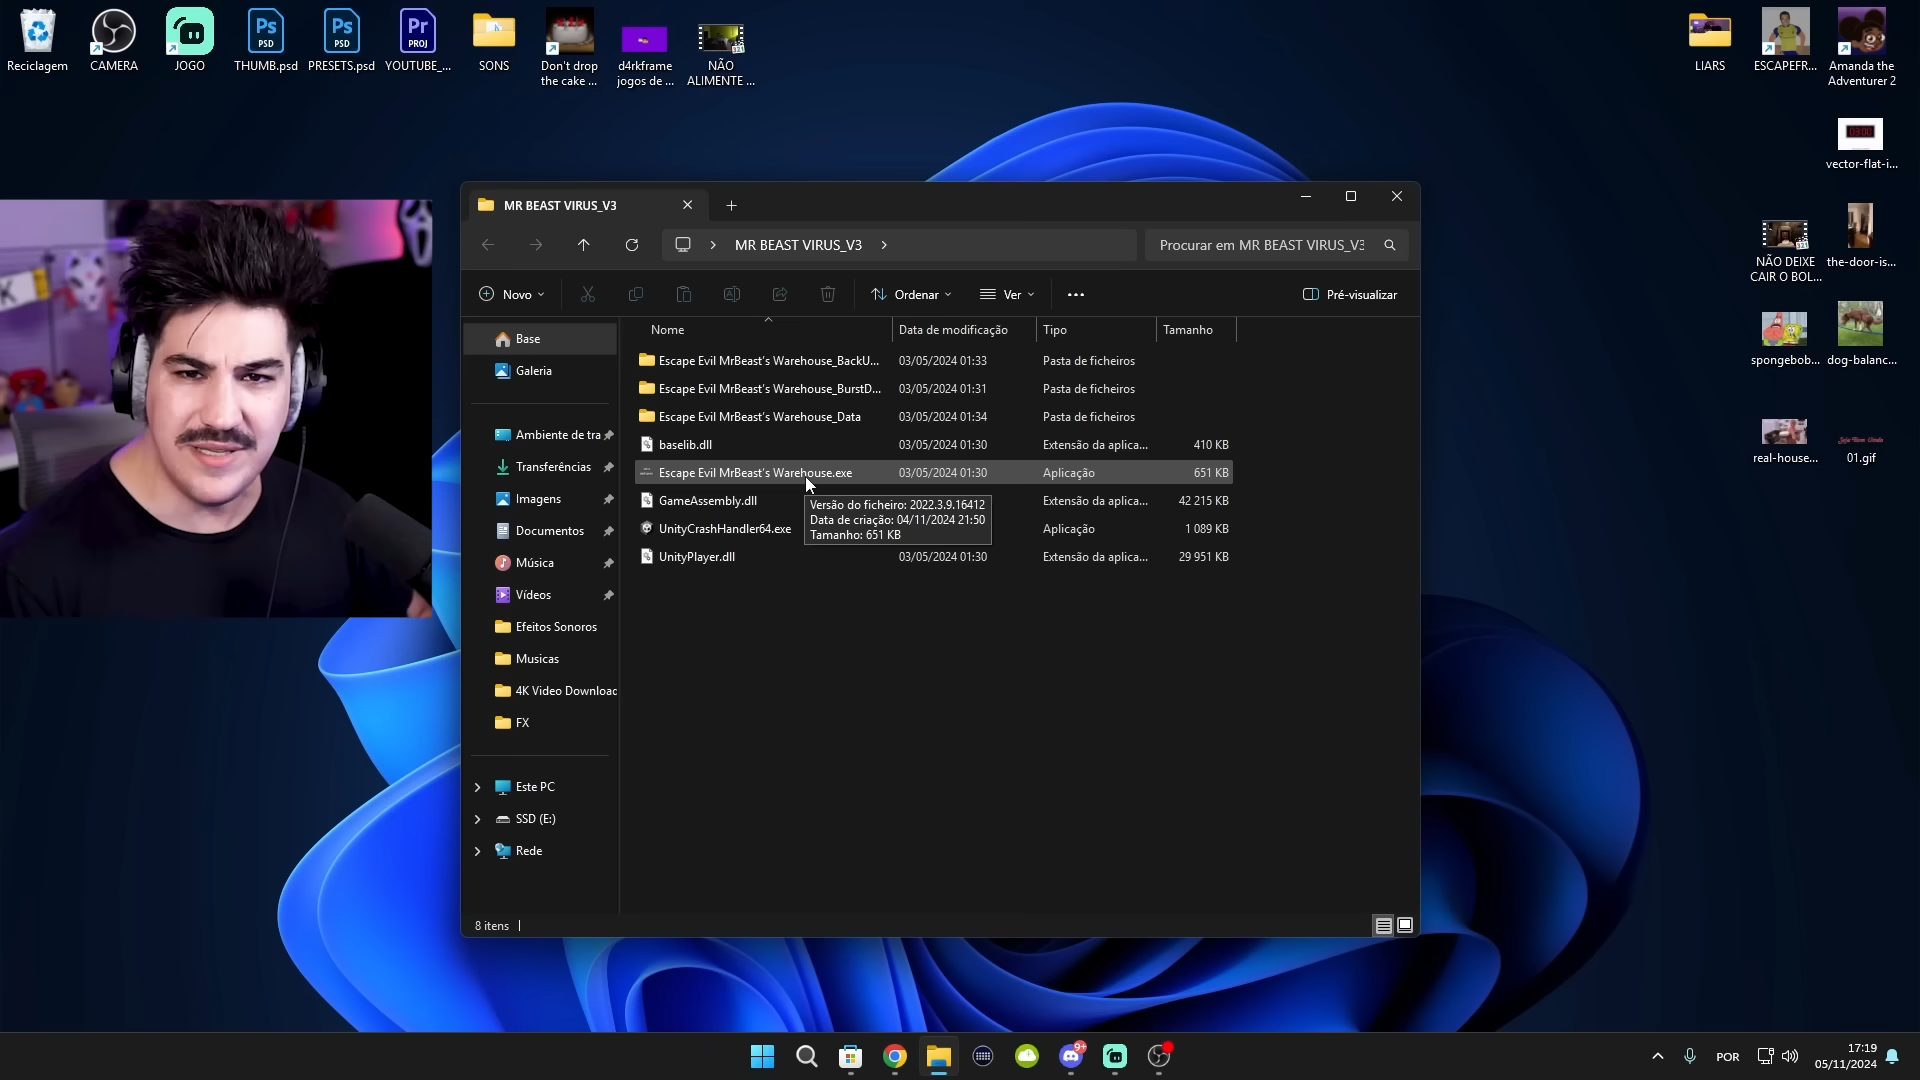 Reciclagem
CAMERA
JOGO
Ps
PSD
THUMB.psd
Ps
PSD
PRESETS.psd
Pr
PROJ
YOUTUBE_...
SONS
Don't drop
the cake ...
d4rkframe
jogos de ...
NÃO
ALIMENTE ...
LIARS
ESCAPEFR...
Amanda the
Adventurer 2
03:00
vector-flat-i...
NÃO DEIXE
CAIR O BOL...
the-door-is...
spongebob...
dog-balanc...
real-house...
01.gif
MR BEAST VIRUS_V3
MR BEAST VIRUS_V3
Procurar em MR BEAST VIRUS_V3
Novo
Ordenar
Ver
Pré-visualizar
Base
Galeria
Ambiente de tra
Transferências
Imagens
Documentos
Música
Vídeos
Efeitos Sonoros
Musicas
4K Video Downloac
FX
Este PC
SSD (E:)
Rede
Nome Data de modificação Tipo Tamanho
Escape Evil MrBeast's Warehouse_BackU... 03/05/2024 01:33 Pasta de ficheiros
Escape Evil MrBeast's Warehouse_BurstD... 03/05/2024 01:31 Pasta de ficheiros
Escape Evil MrBeast's Warehouse_Data 03/05/2024 01:34 Pasta de ficheiros
baselib.dll 03/05/2024 01:30 Extensão da aplica... 410 KB
Escape Evil MrBeast's Warehouse.exe 03/05/2024 01:30 Aplicação 651 KB
GameAssembly.dll Extensão da aplica... 42 215 KB
UnityCrashHandler64.exe Aplicação 1 089 KB
UnityPlayer.dll 03/05/2024 01:30 Extensão da aplica... 29 951 KB
Versão do ficheiro: 2022.3.9.16412
Data de criação: 04/11/2024 21:50
Tamanho: 651 KB
8 itens
9+
POR
17:19
05/11/2024